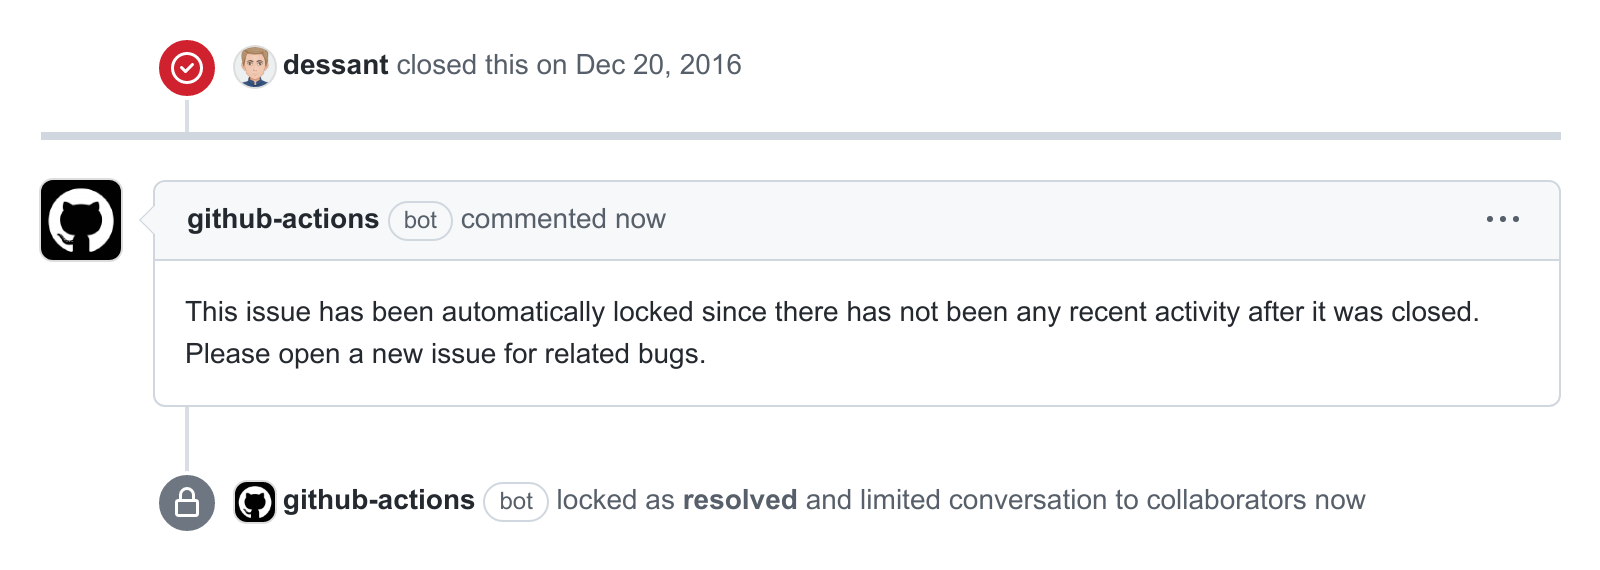 dessant closed this on Dec 20, 2016
github-actions bot commented now
This issue has been automatically locked since there has not been any recent activity after it was closed.
Please open a new issue for related bugs.
github-actions bot locked as resolved and limited conversation to collaborators now